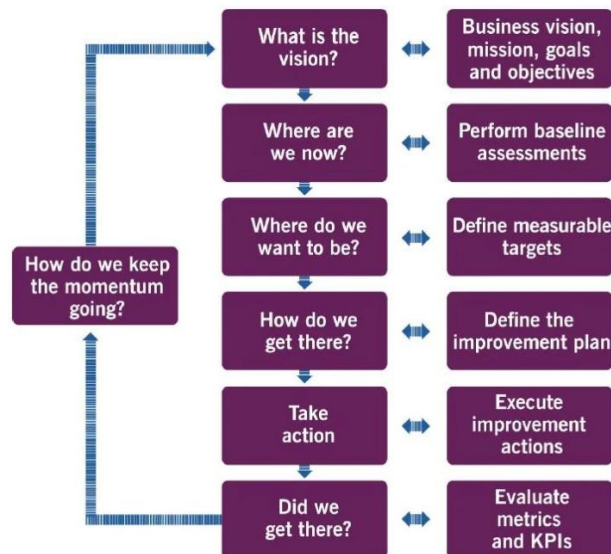 What is the
vision?
Business vision,
mission, goals
and objectives
Where are
we now?
Perform baseline
assessments
Where do we
want to be?
Define measurable
targets
How do we keep
the momentum
going?
How do we
get there?
Define the
improvement plan
Take
action
Execute
improvement
actions
Did we
get there?
Evaluate
metrics
and KPIs